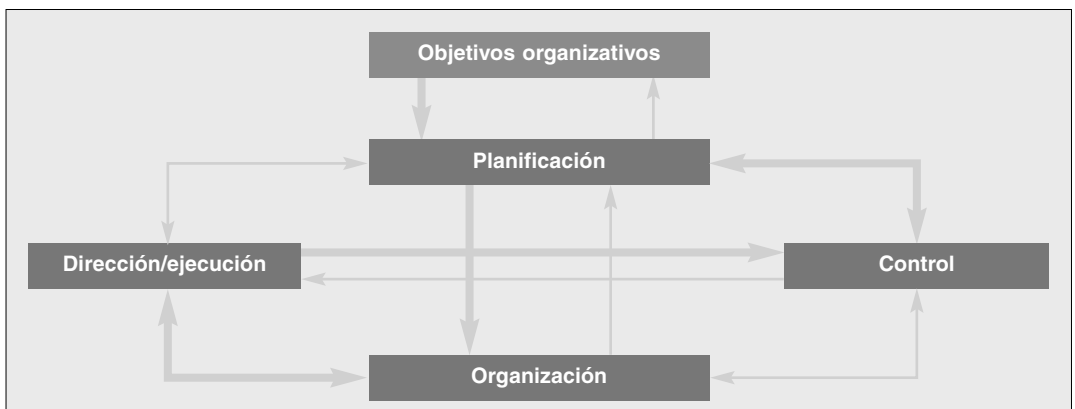 Objetivos organizativos
Planificación
Dirección/ejecución
Control
Organización